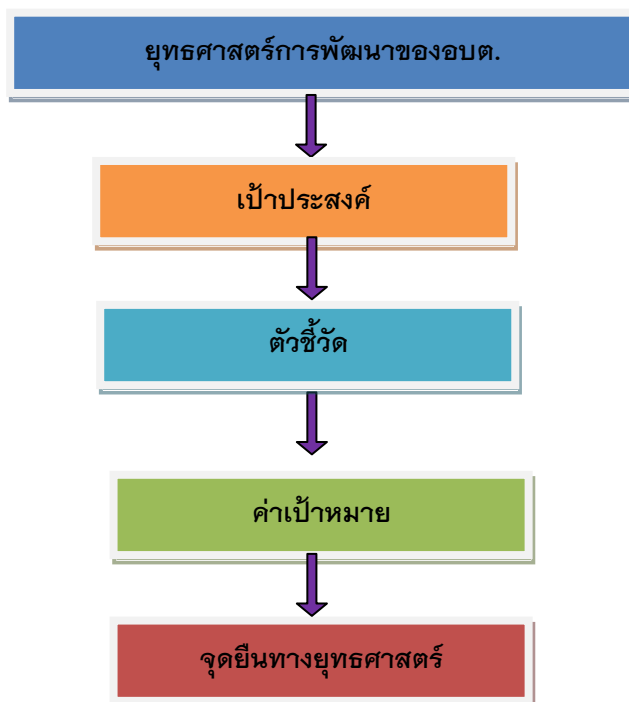 ยุทธศาสตร์การพัฒนาของอบต.
เป้าประสงค์
ตัวชี้วัด
ค่าเป้าหมาย
จุดยืนทางยุทธศาสตร์